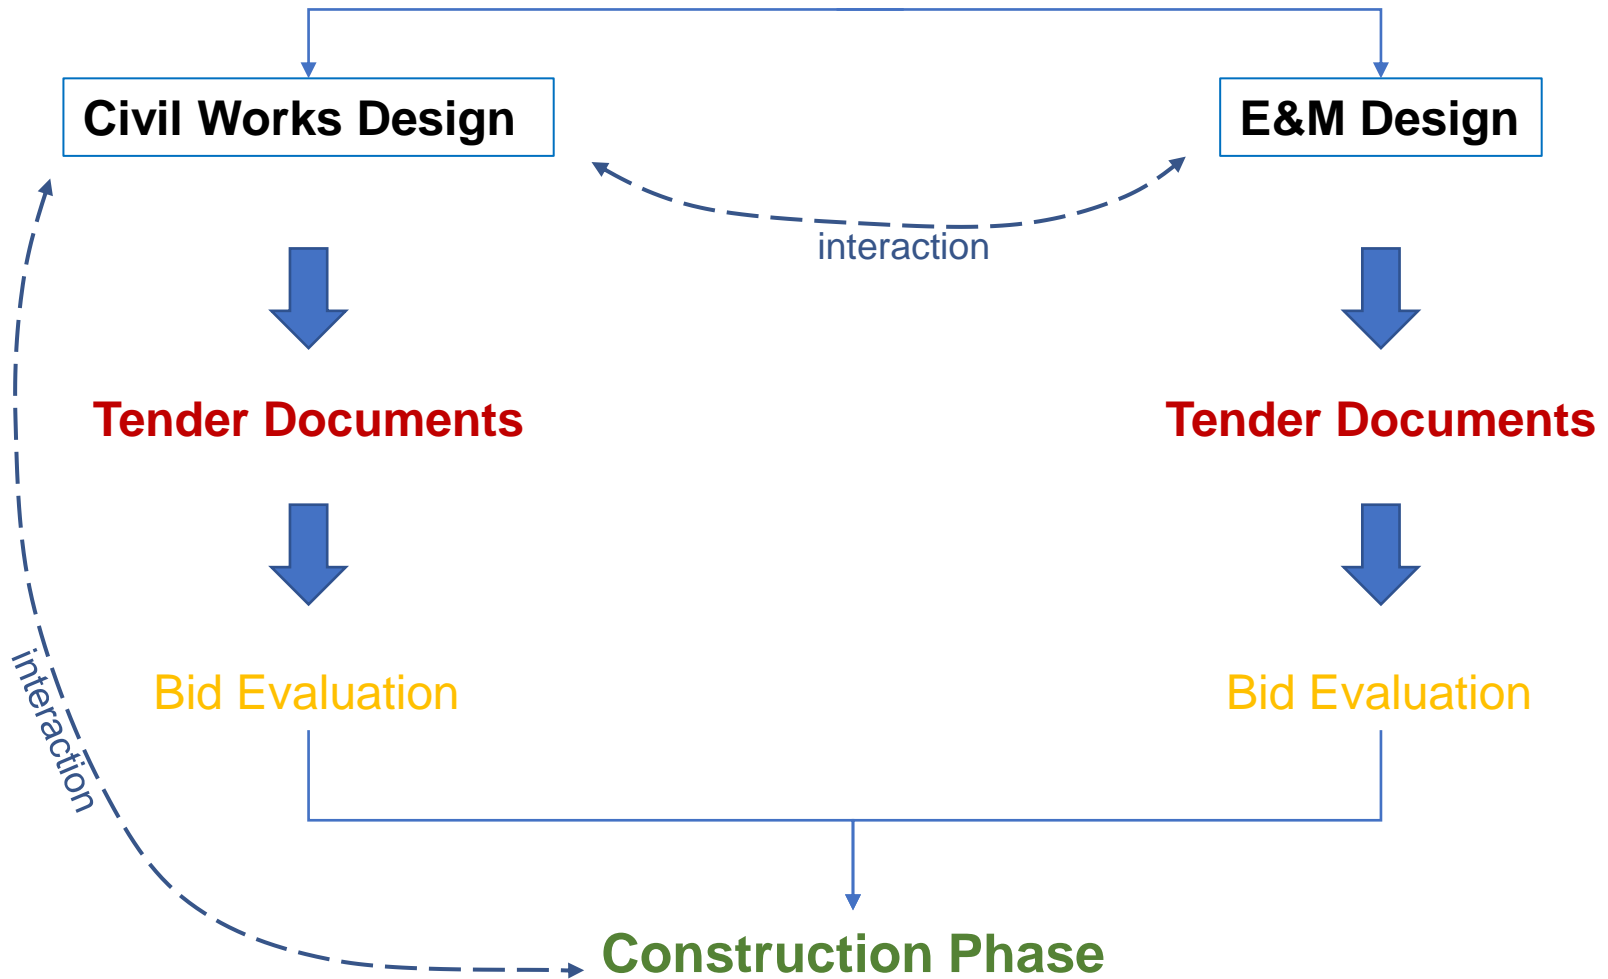 Civil Works Design
E&M Design
interaction
Tender Documents
Tender Documents
interaction
Bid Evaluation
Bid Evaluation
Construction Phase